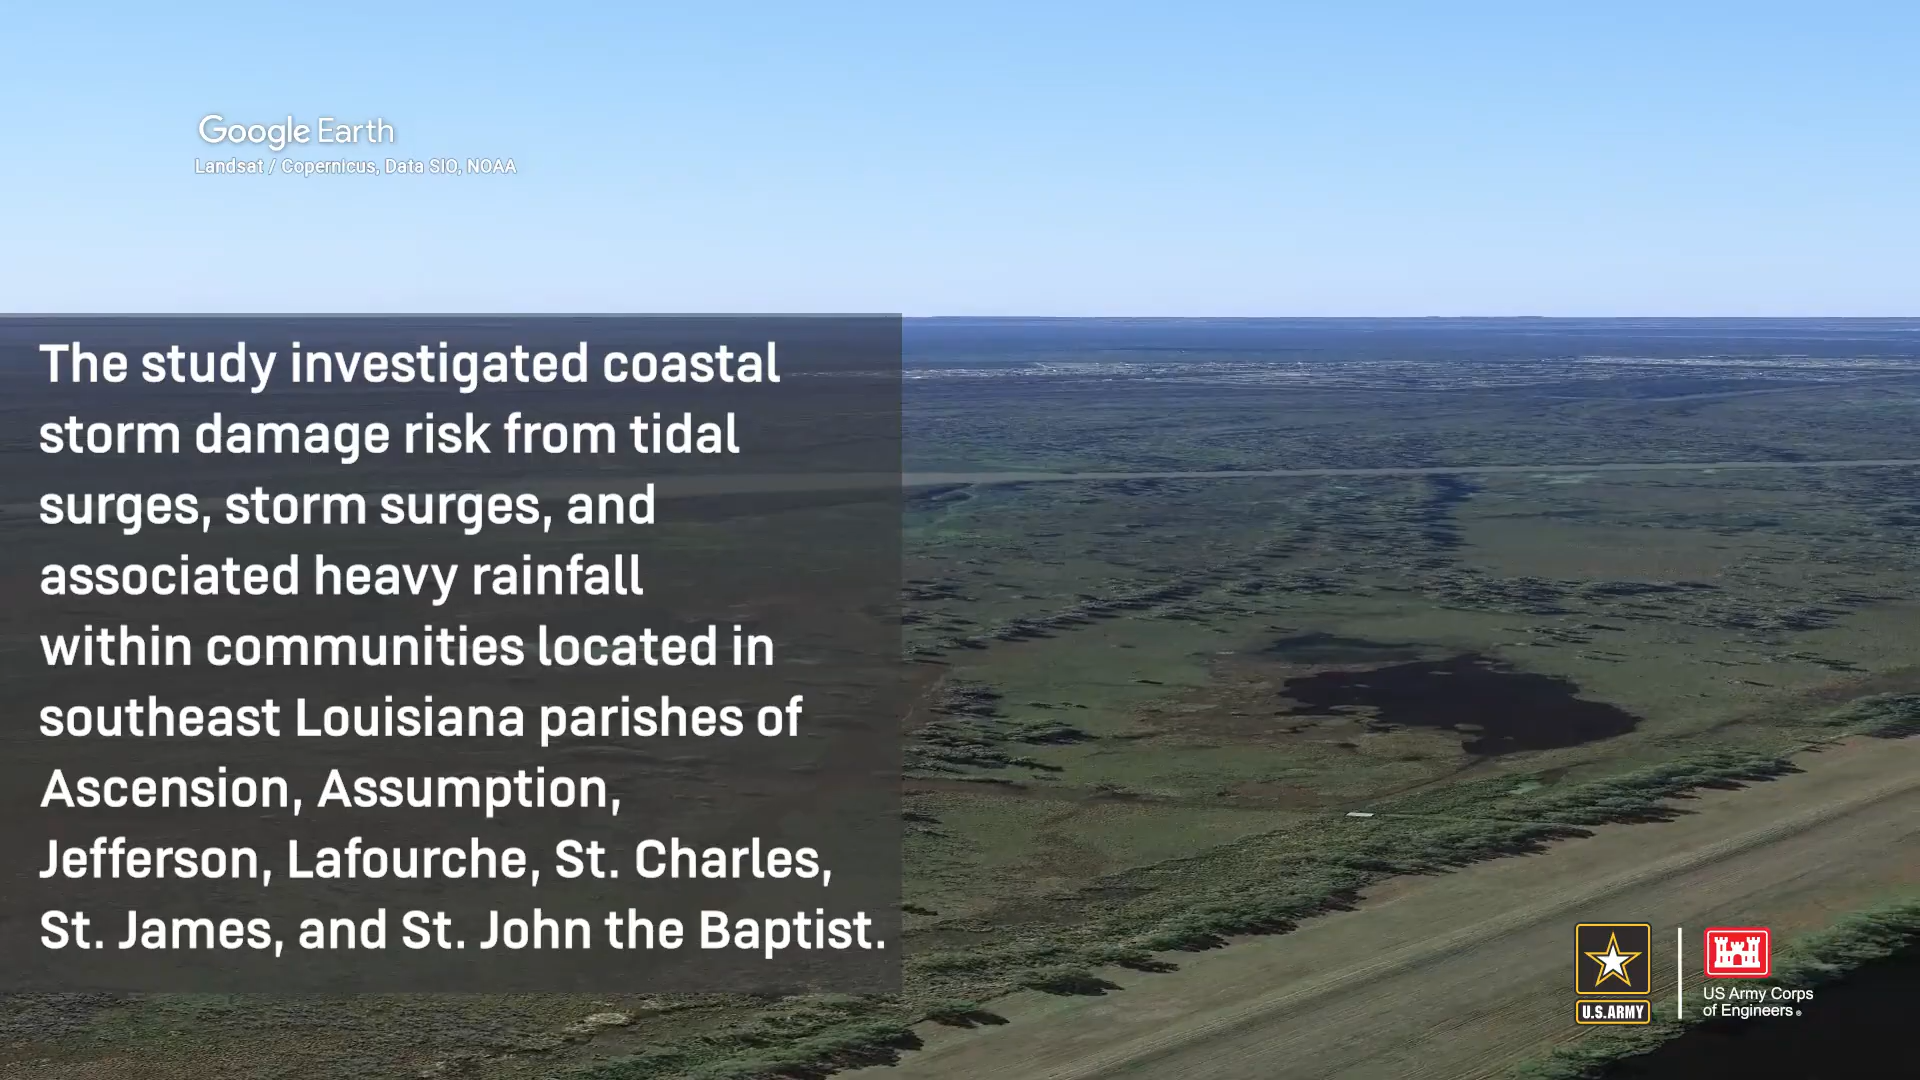 Google Earth
Landsat / Copernicus, Data SIO, NOAA
The study investigated coastal
storm damage risk from tidal
surges, storm surges, and
associated heavy rainfall
within communities located in
southeast Louisiana parishes of
Ascension, Assumption,
Jefferson, Lafourche, St. Charles,
St. James, and St. John the Baptist.
U.S.ARMY
US Army Corps
of Engineers®